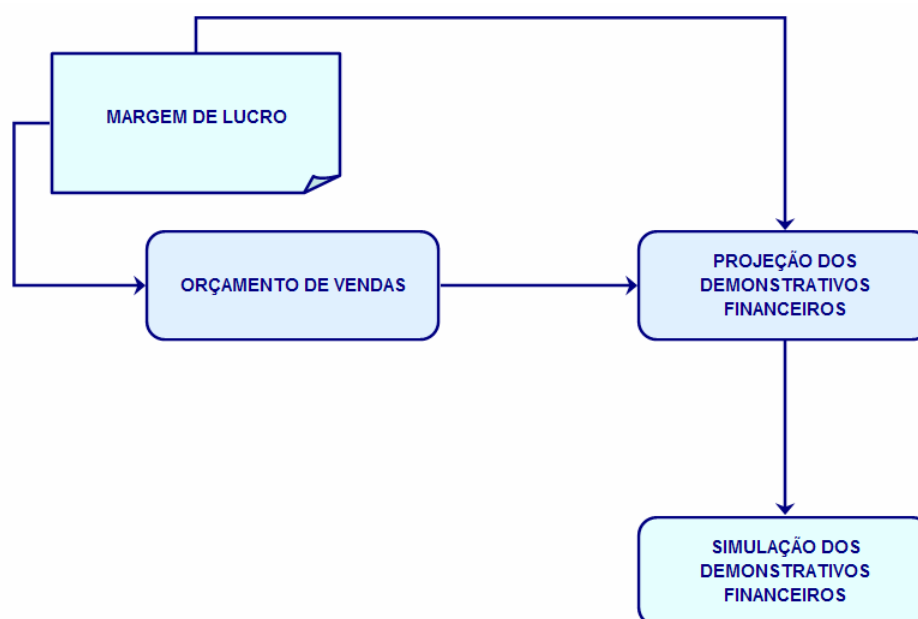 MARGEM DE LUCRO
ORÇAMENTO DE VENDAS
PROJEÇÃO DOS
DEMONSTRATIVOS
FINANCEIROS
SIMULAÇÃO DOS
DEMONSTRATIVOS
FINANCEIROS